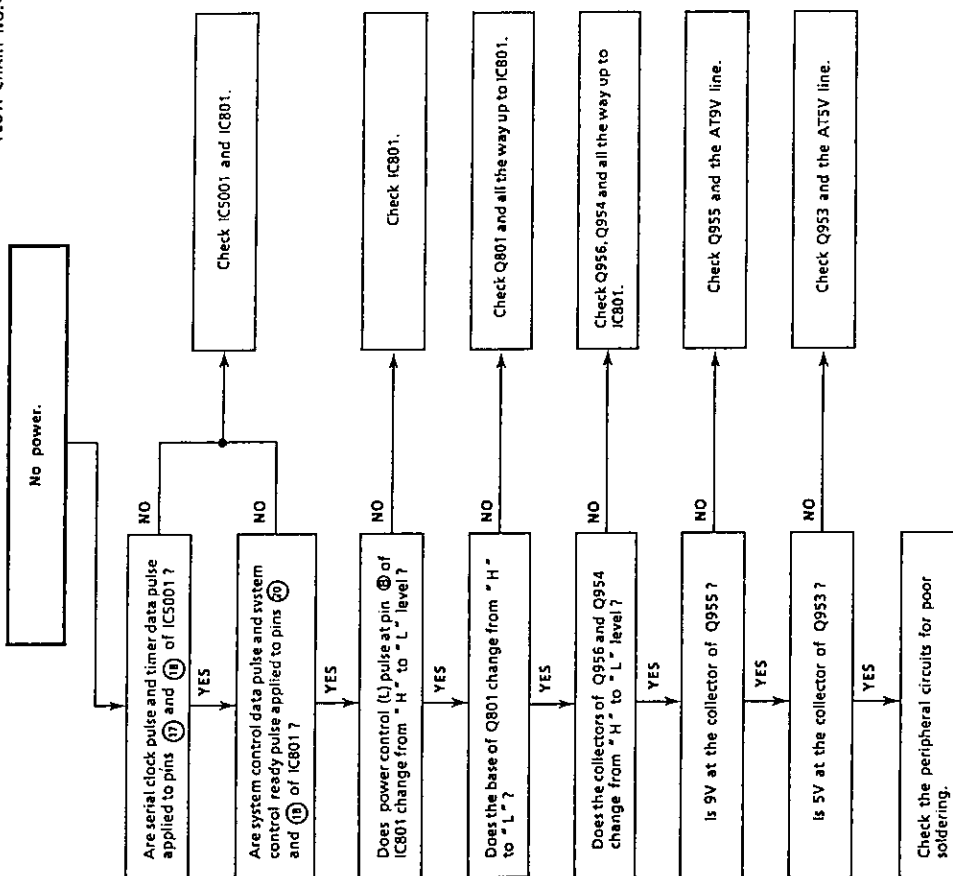 No power.
Are serial clock pulse and timer data pulse
applied to pins ⑰ and ⑱ of IC5001 ?
NO
YES
Are system control data pulse and system
control ready pulse applied to pins ⑳
and ⑱ of IC801 ?
NO
YES
Check IC5001 and IC801.
Does power control (L) pulse at pin ⑧ of
IC801 change from "H" to "L" level ?
NO
YES
Check IC801.
Does the base of Q801 change from "H"
to "L" ?
NO
YES
Check Q801 and all the way up to IC801.
Does the collectors of Q956 and Q954
change from "H" to "L" level ?
NO
YES
Check Q956, Q954 and all the way up to
IC801.
Is 9V at the collector of Q955 ?
NO
YES
Check Q955 and the AT9V line.
Is 5V at the collector of Q953 ?
NO
YES
Check Q953 and the AT5V line.
Check the peripheral circuits for poor
soldering.